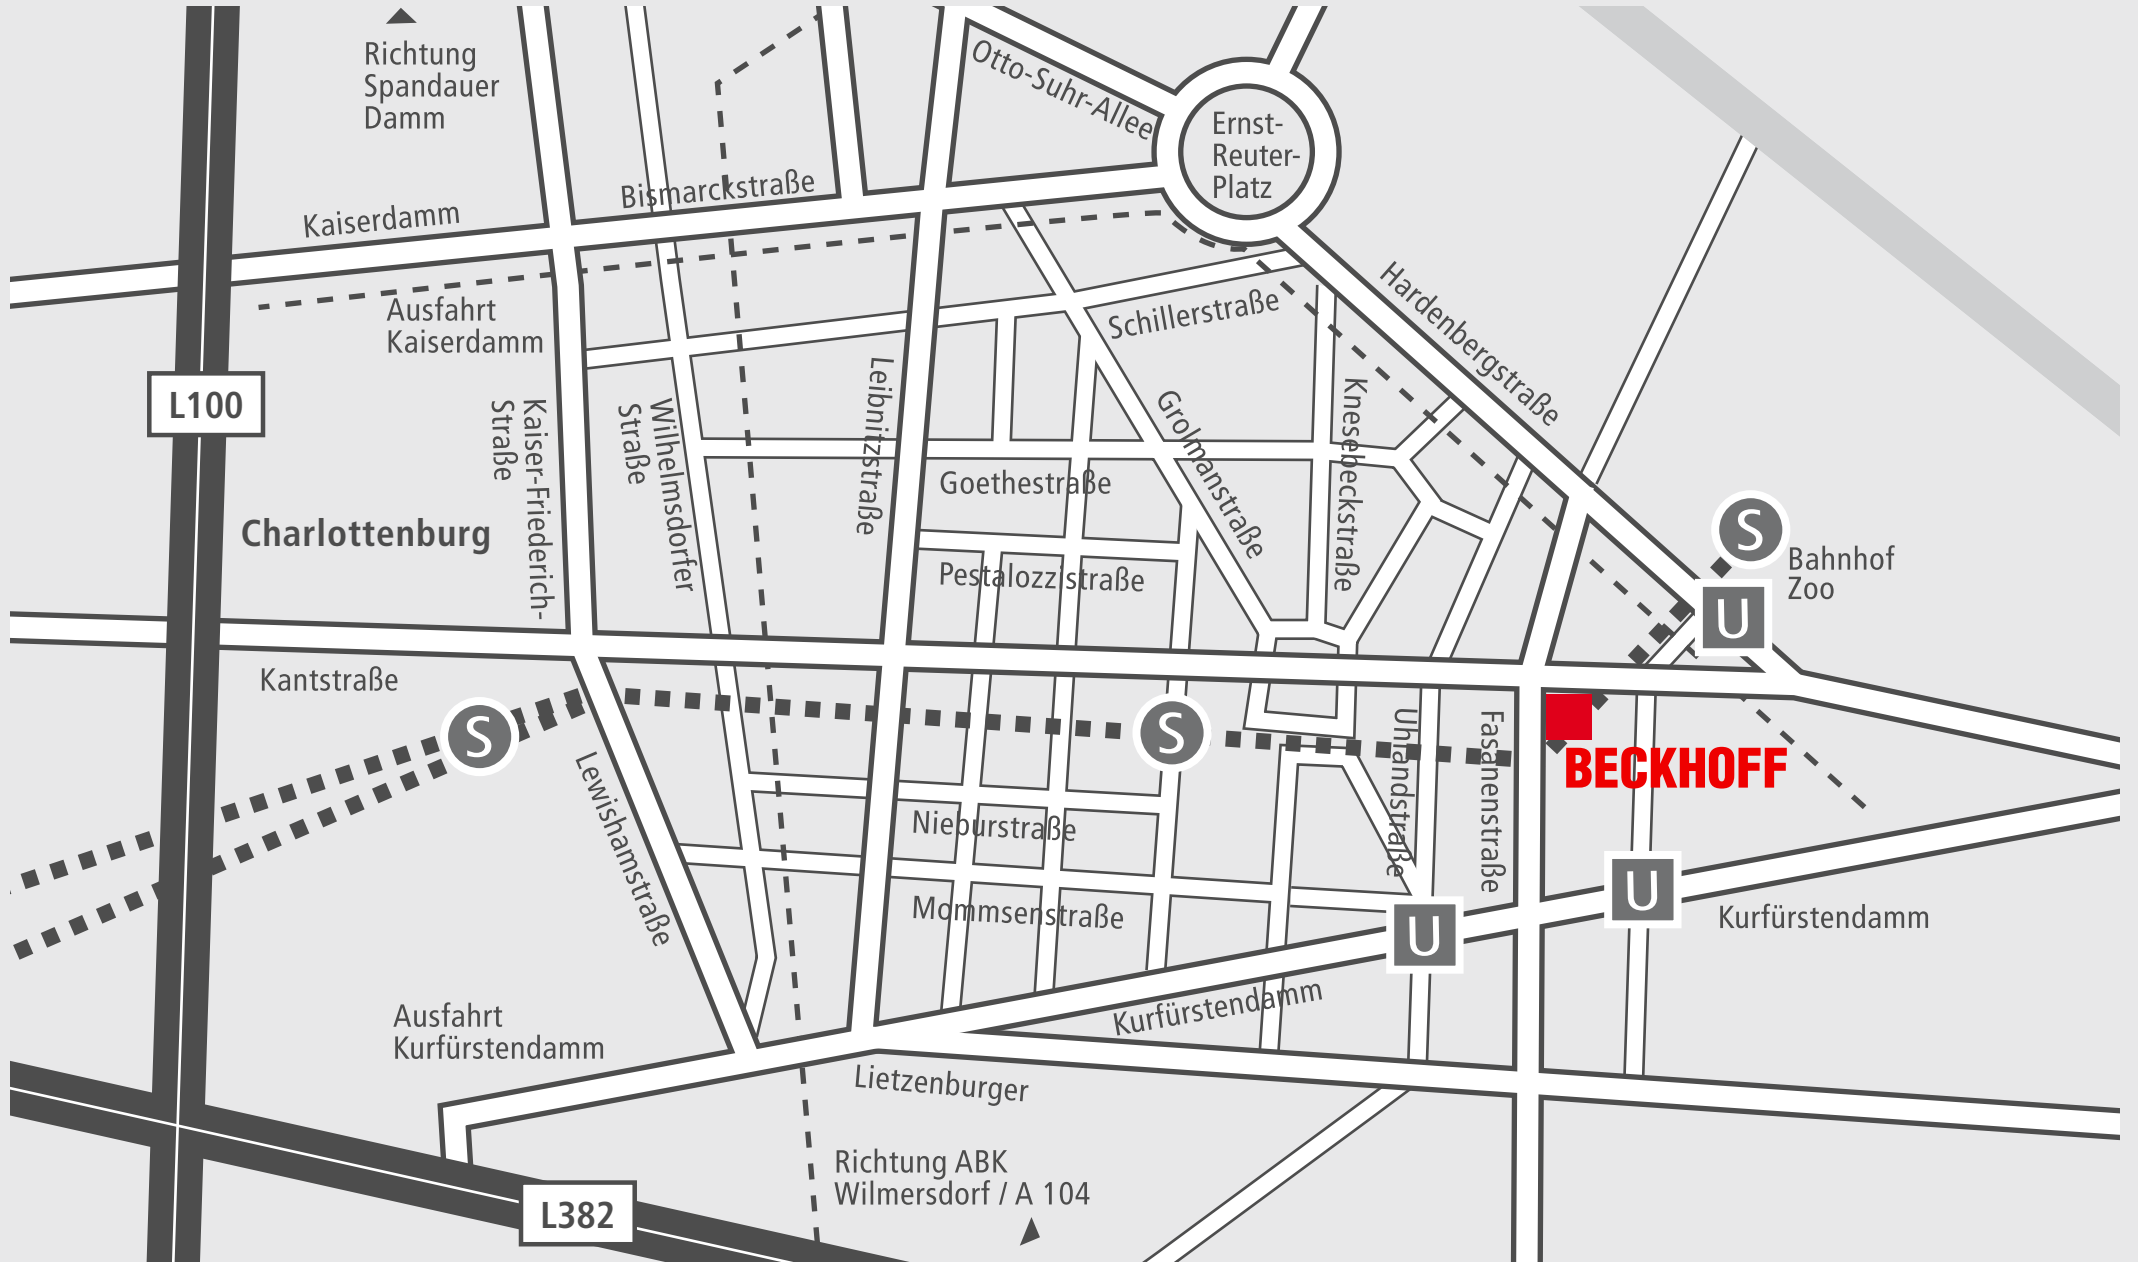 Richtung
Spandauer
Damm
Otto-Suhr-Allee
Ernst-
Reuter-
Platz
Kaiserdamm
Bismarckstraße
Ausfahrt
Kaiserdamm
Schillerstraße
Hardenbergstraße
L100
Kaiser-Friederich-
Straße
Wilhelmsdorfer
Straße
Leibnitzstraße
Grolmanstraße
Knesebeckstraße
Goethestraße
Charlottenburg
Pestalozzistraße
S
Bahnhof
Zoo
U
Kantstraße
S
S
Lewishamstraße
Uhlandstraße
Fasanenstraße
BECKHOFF
Nieburstraße
Mommsenstraße
U
U
Kurfürstendamm
Kurfürstendamm
Ausfahrt
Kurfürstendamm
Lietzenburger
Richtung ABK
Wilmersdorf / A 104
L382